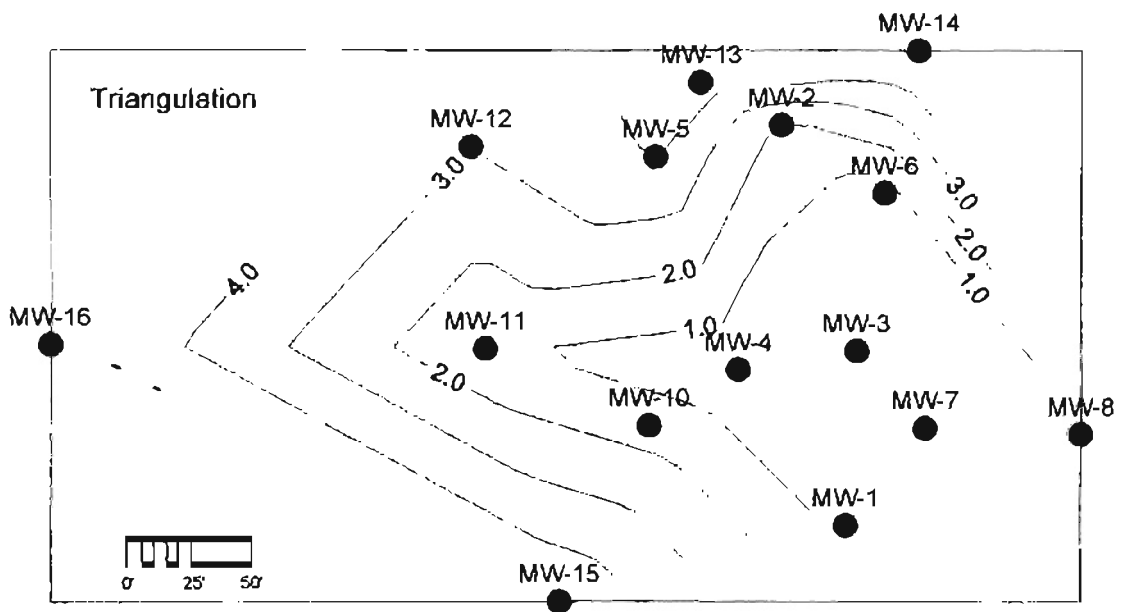 MW-14
MW-13
Triangulation
MW-2
MW-12
MW-5
MW-6
3.0
3.0
2.0
4.0
2.0
1.0
MW-16
MW-11
1.0
MW-3
MW-4
2.0
MW-10
MW-7
MW-8
MW-1
MW-15
0' 25' 50'